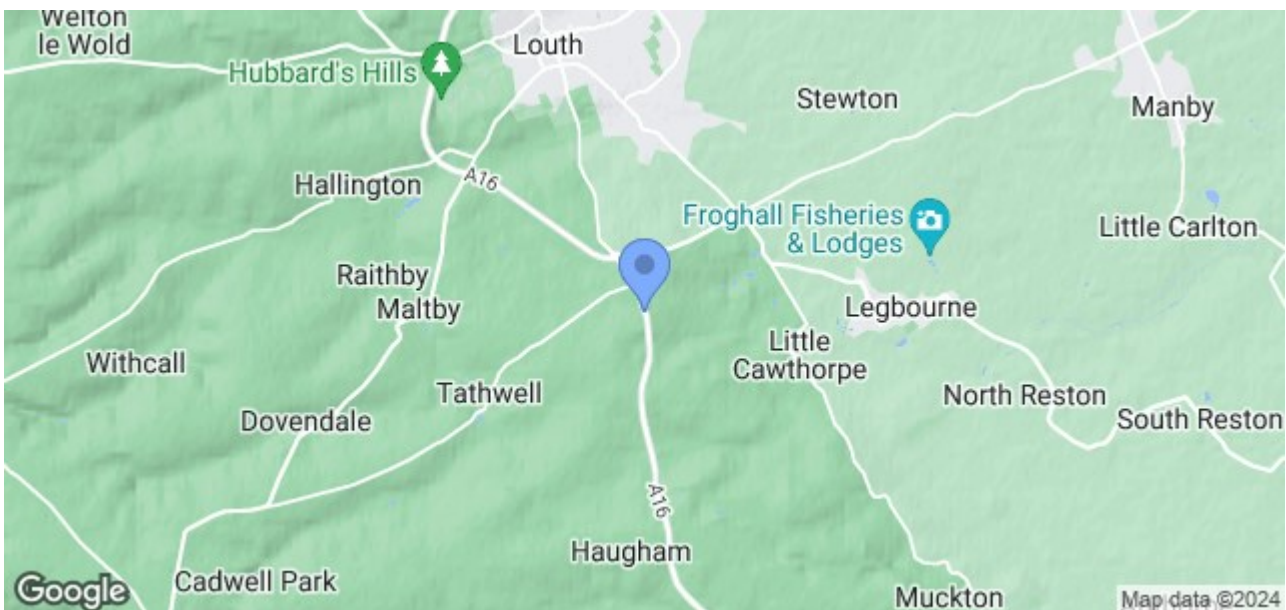 Welton
le Wold
Louth
Hubbard's Hills
Stewton
Manby
A16
Hallington
Froghall Fisheries
& Lodges
Little Carlton
Raithby
Maltby
Legbourne
Little
Cawthorpe
Withcall
Tathwell
North Reston
Dovendale
South Reston
A16
Haugham
Cadwell Park
Muckton
Google
Map data ©2024